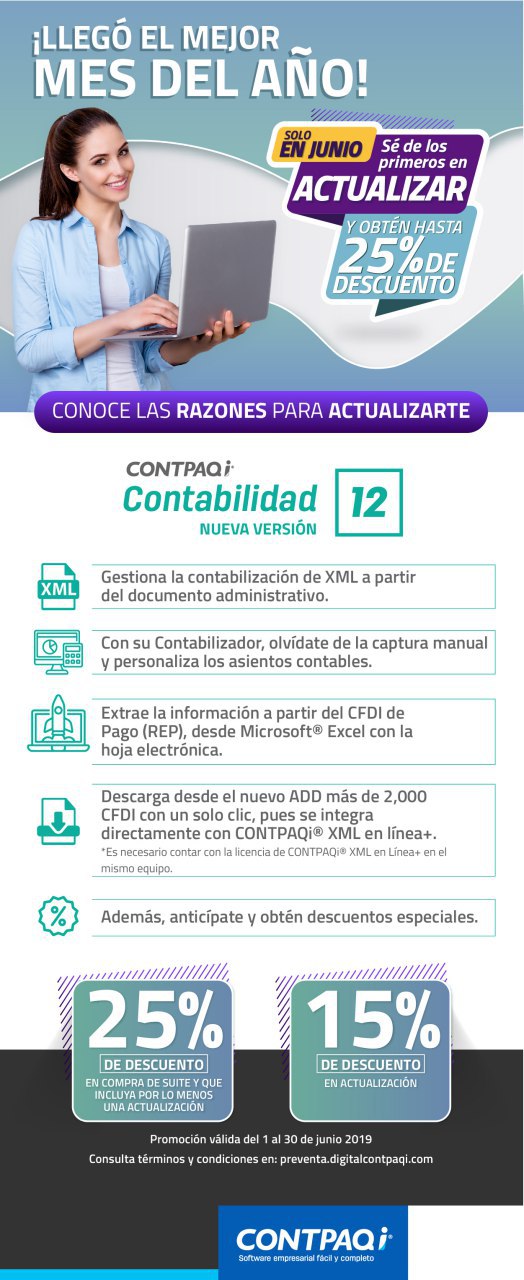 ¡LLEGÓ EL MEJOR
MES DEL AÑO!
SOLO
EN JUNIO
Sé de los
primeros en
ACTUALIZAR
Y OBTÉN HASTA
25% DE
DESCUENTO
CONOCE LAS RAZONES PARA ACTUALIZARTE
CONTPAQi®
Contabilidad
NUEVA VERSIÓN
12
XML
Gestiona la contabilización de XML a partir
del documento administrativo.
Con su Contabilizador, olvídate de la captura manual
y personaliza los asientos contables.
Extrae la información a partir del CFDI de
Pago (REP), desde Microsoft® Excel con la
hoja electrónica.
Descarga desde el nuevo ADD más de 2,000
CFDI con un solo clic, pues se integra
directamente con CONTPAQi® XML en línea+.
*Es necesario contar con la licencia de CONTPAQi® XML en Línea+ en el
mismo equipo.
%
Además, anticípate y obtén descuentos especiales.
25%
DE DESCUENTO
EN COMPRA DE SUITE Y QUE
INCLUYA POR LO MENOS
UNA ACTUALIZACIÓN
15%
DE DESCUENTO
EN ACTUALIZACIÓN
Promoción válida del 1 al 30 de junio 2019
Consulta términos y condiciones en: preventa.digitalcontpaqi.com
CONTPAQi®
Software empresarial fácil y completo